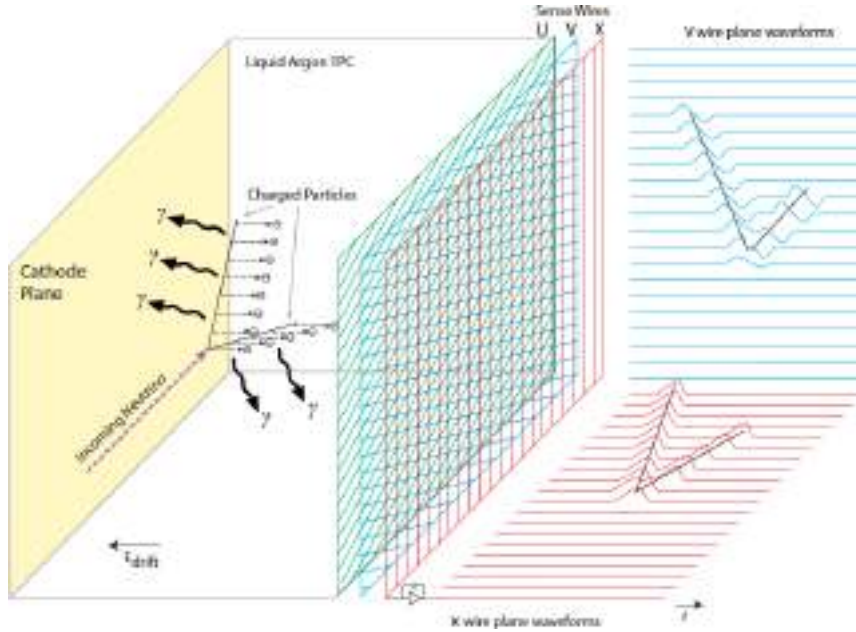 Sense Wires
U V X
V wire plane waveforms
Liquid Argon TPC
Charged Particles
γ
γ
γ
Cathode
Plane
Incoming Neutrino
γ
γ
drift
X wire plane waveforms
t